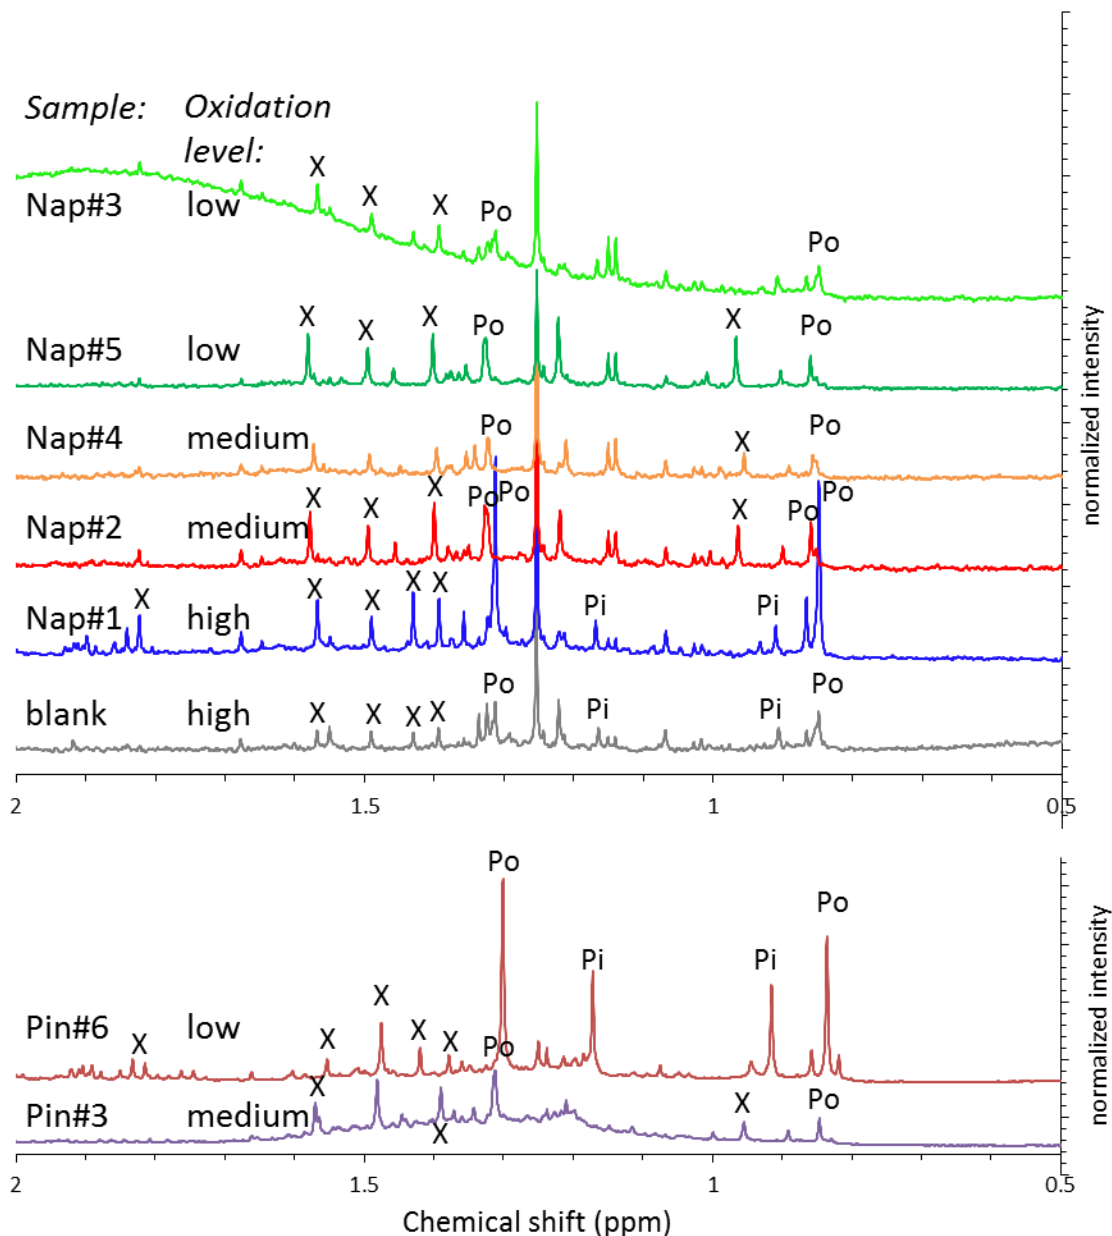 Sample: Oxidation
level:
normalized intensity
X
X
X
Po
Po
Nap#3 low
X
X
X
Po
X
Po
Nap#5 low
Po
X
Po
Nap#4 medium
X
X
X
Po
Po
X
Po
Po
Nap#2 medium
X
X
X
X
X
Pi
Pi
Nap#1 high
Po
Po
X
X
X
X
Pi
Pi
blank high
2 1.5 1 0.5
normalized intensity
Po
Po
Pi
Pi
X
X
X
X
X
Pin#6 low
Po
X
X
Po
Pin#3 medium
X
2 1.5 1 0.5
Chemical shift (ppm)